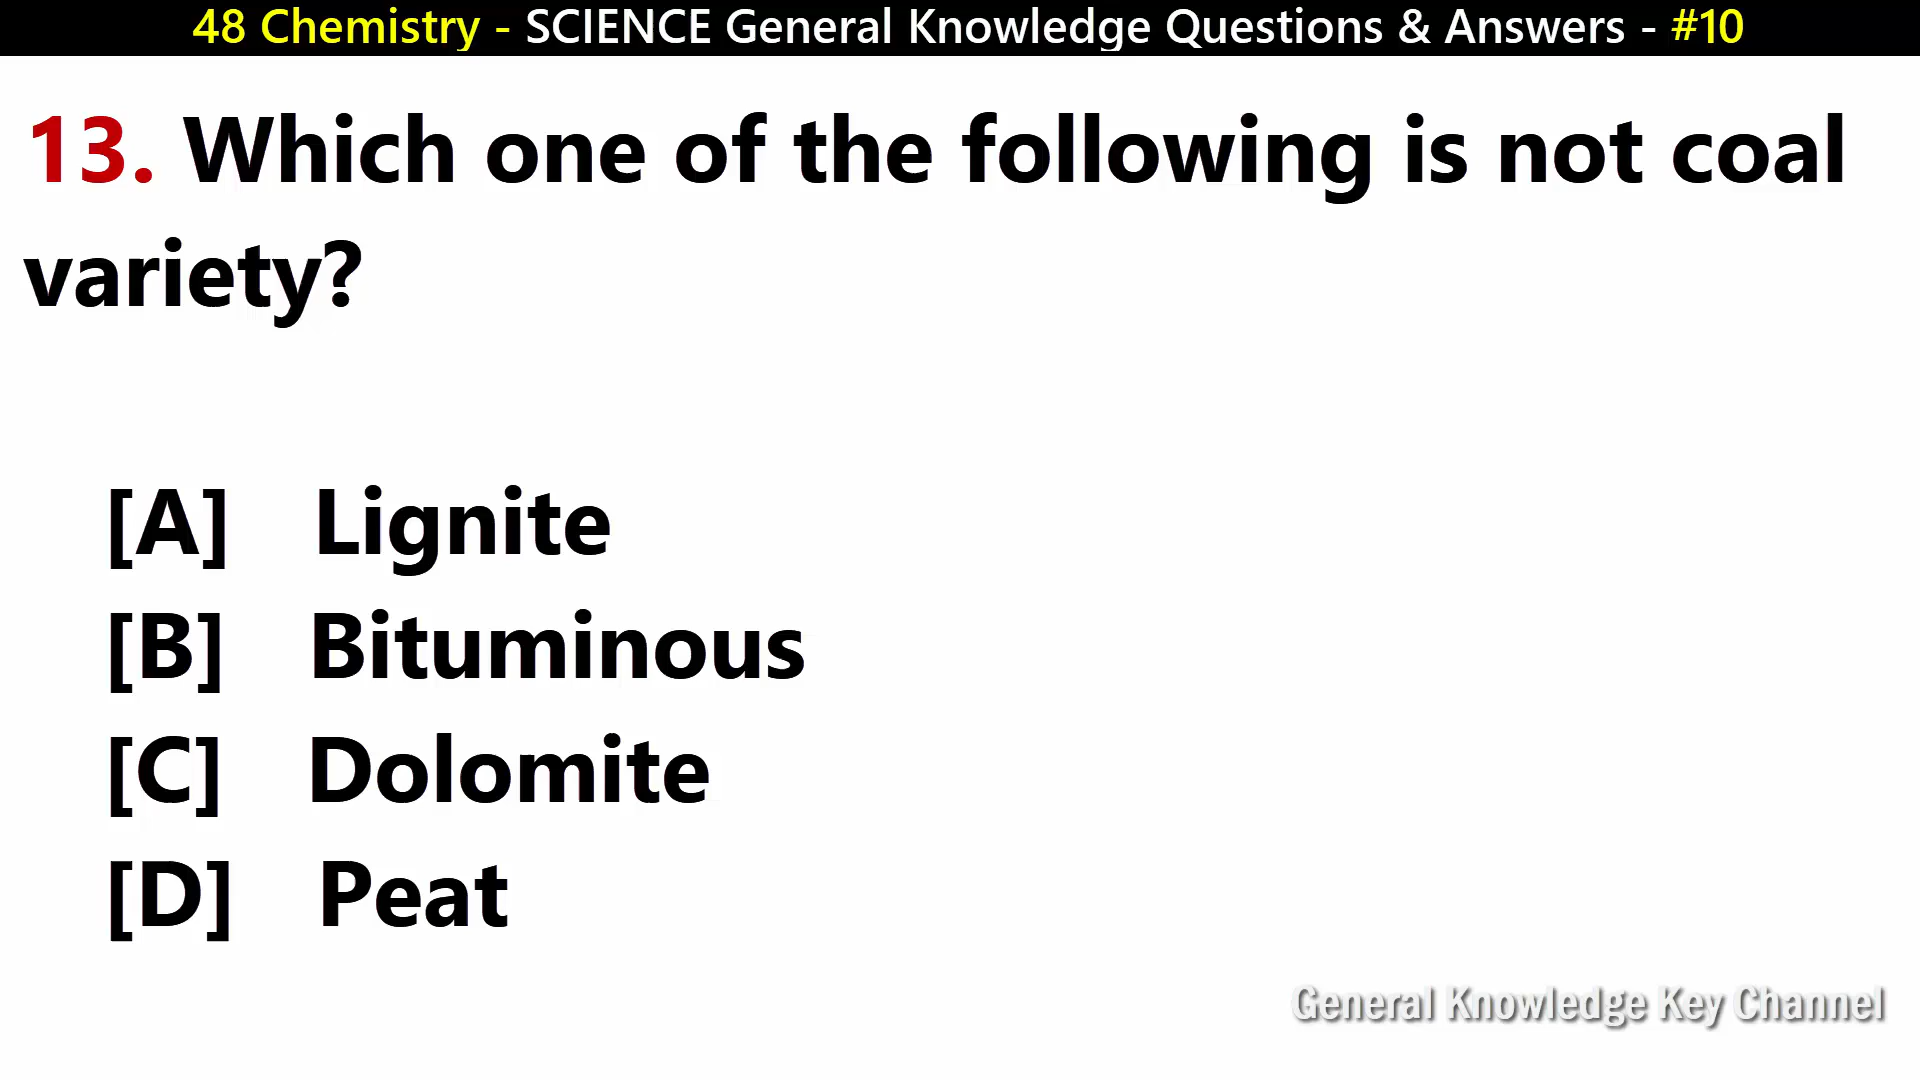 48 Chemistry - SCIENCE General Knowledge Questions & Answers - #10
13. Which one of the following is not coal
variety?
[A] Lignite
[B] Bituminous
[C] Dolomite
[D] Peat
General Knowledge Key Channel